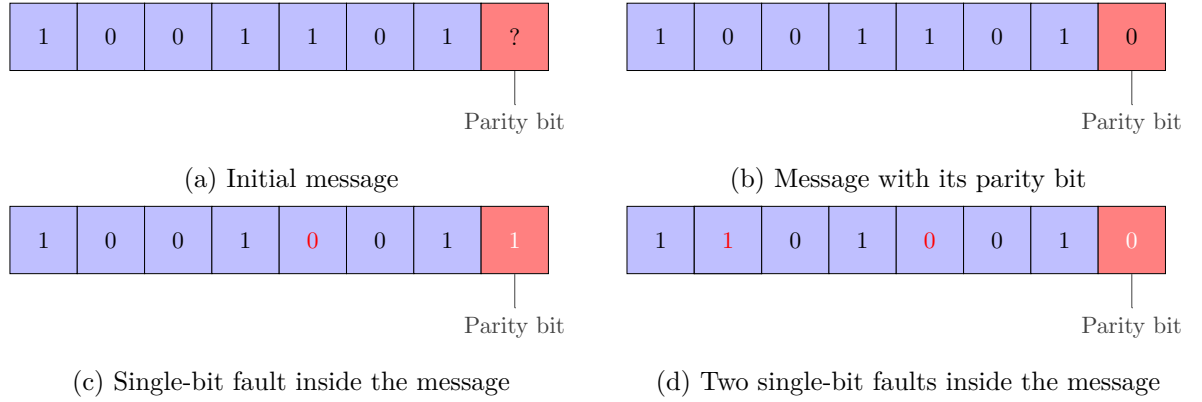 1 0 0 1 1 0 1 ?
Parity bit
(a) Initial message
1 0 0 1 1 0 1 0
Parity bit
(b) Message with its parity bit
1 0 0 1 0 0 1 1
Parity bit
(c) Single-bit fault inside the message
1 1 0 1 0 0 1 0
Parity bit
(d) Two single-bit faults inside the message